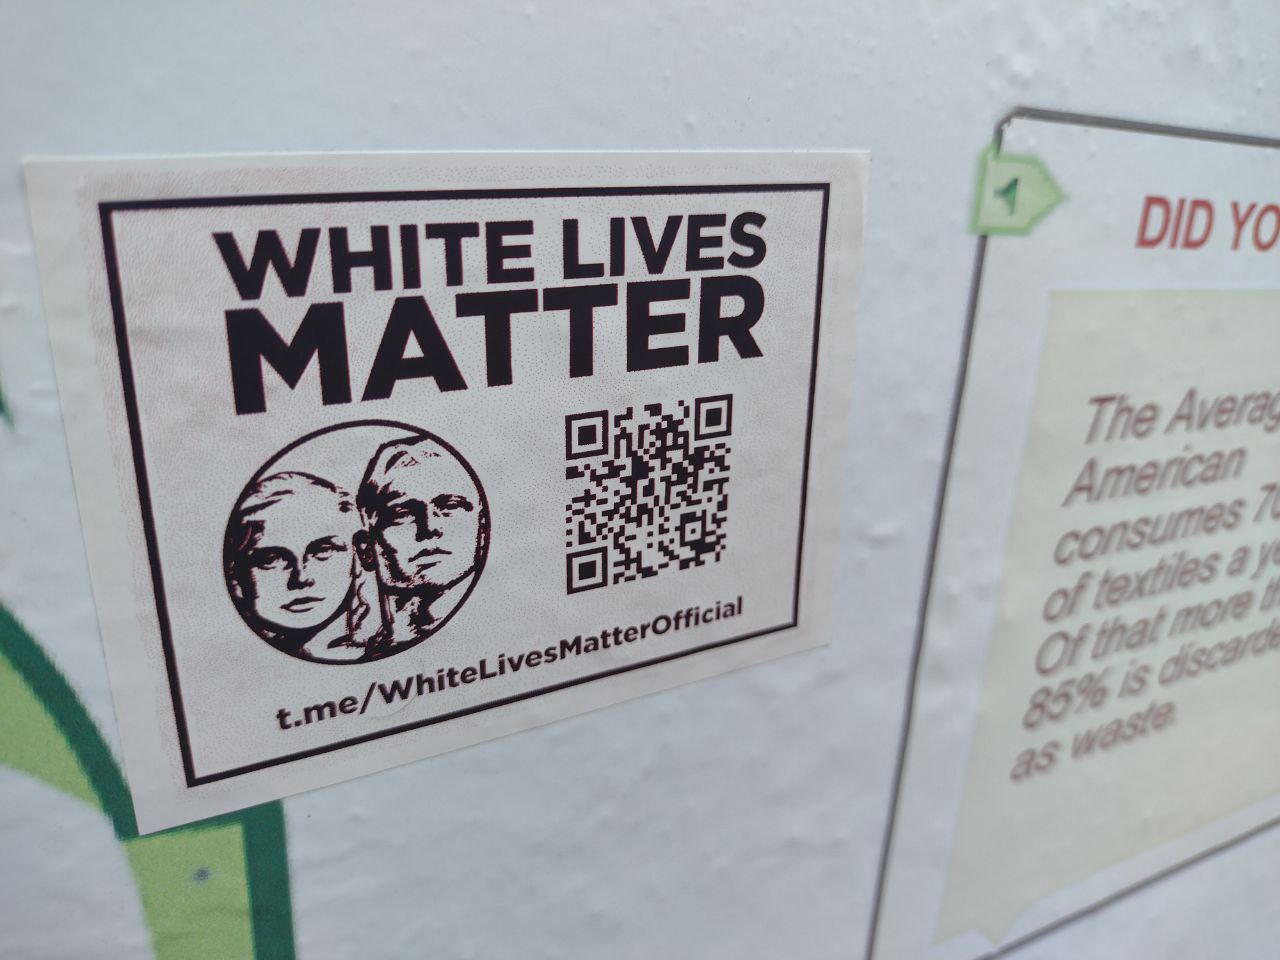 WHITE LIVES
MATTER
t.me/WhiteLivesMatterOfficial
DID
The
American
consumes
of textiles a
Of that more
85% is
as waste.